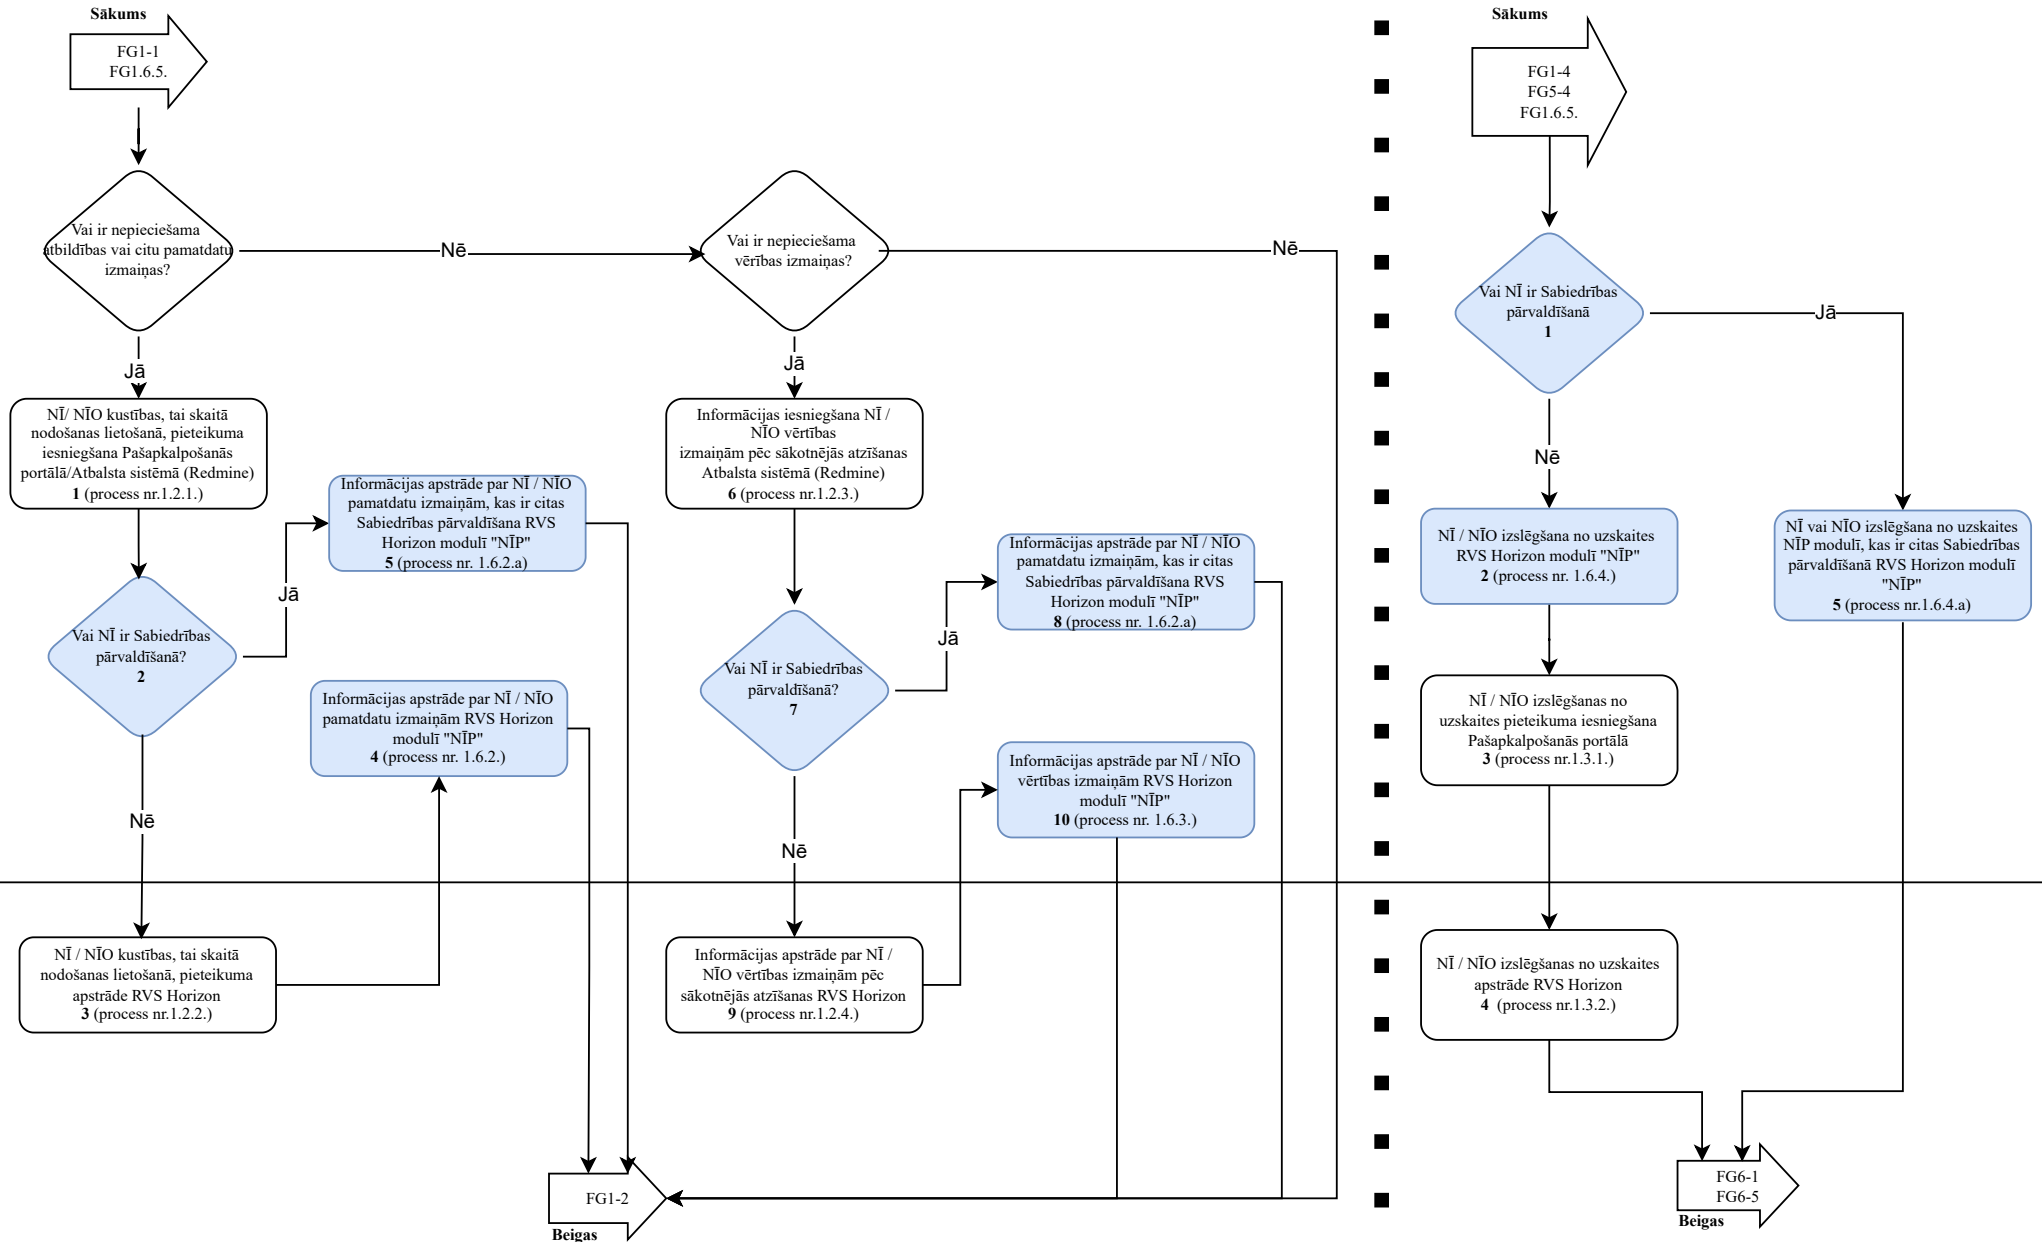 Sākums
FG1-1
FG1.6.5.
Vai ir nepieciešama
atbildības vai citu pamatdatu
izmaiņas?
Nē
Jā
NĪ/ NĪO kustības, tai skaitā
nodošanas lietošanā, pieteikuma
iesniegšana Pašapkalpošanās
portālā/Atbalsta sistēmā (Redmine)
1 (process nr.1.2.1.)
Vai NĪ ir Sabiedrības
pārvaldīšanā?
2
Jā
Nē
Informācijas apstrāde par NĪ / NĪO
pamatdatu izmaiņām, kas ir citas
Sabiedrības pārvaldīšana RVS
Horizon modulī "NĪP"
5 (process nr. 1.6.2.a)
Informācijas apstrāde par NĪ / NĪO
pamatdatu izmaiņām RVS Horizon
modulī "NĪP"
4 (process nr. 1.6.2.)
NĪ / NĪO kustības, tai skaitā
nodošanas lietošanā, pieteikuma
apstrāde RVS Horizon
3 (process nr.1.2.2.)
Vai ir nepieciešama
vērības izmaiņas?
Nē
Jā
Informācijas iesniegšana NĪ /
NĪO vērtības
izmaiņām pēc sākotnējās atzīšanas
Atbalsta sistēmā (Redmine)
6 (process nr.1.2.3.)
Vai NĪ ir Sabiedrības
pārvaldīšanā?
7
Jā
Nē
Informācijas apstrāde par NĪ / NĪO
pamatdatu izmaiņām, kas ir citas
Sabiedrības pārvaldīšana RVS
Horizon modulī "NĪP"
8 (process nr. 1.6.2.a)
Informācijas apstrāde par NĪ / NĪO
vērtības izmaiņām RVS Horizon
modulī "NĪP"
10 (process nr. 1.6.3.)
Informācijas apstrāde par NĪ /
NĪO vērtības izmaiņām pēc
sākotnējās atzīšanas RVS Horizon
9 (process nr.1.2.4.)
FG1-2
Beigas
Sākums
FG1-4
FG5-4
FG1.6.5.
Vai NĪ ir Sabiedrības
pārvaldīšanā
1
Jā
Nē
NĪ / NĪO izslēgšana no uzskaites
RVS Horizon modulī "NĪP"
2 (process nr. 1.6.4.)
NĪ vai NĪO izslēgšana no uzskaites
NĪP modulī, kas ir citas Sabiedrības
pārvaldīšanā RVS Horizon modulī
"NĪP"
5 (process nr.1.6.4.a)
NĪ / NĪO izslēgšanas no
uzskaites pieteikuma iesniegšana
Pašapkalpošanās portālā
3 (process nr.1.3.1.)
NĪ / NĪO izslēgšanas no uzskaites
apstrāde RVS Horizon
4 (process nr.1.3.2.)
FG6-1
FG6-5
Beigas